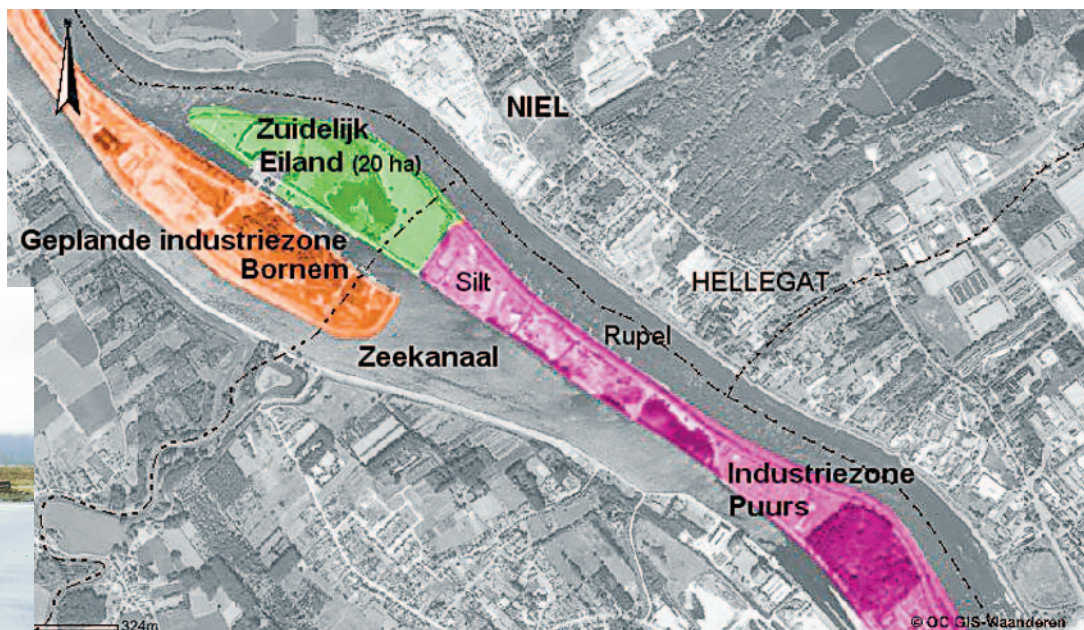 NIEL
Zuidelijk
Eiland (20 ha)
Geplande industriezone
Bornem
Silt
HELLEGAT
Rupel
Zeekanaal
Industriezone
Puurs
324m
© OC GIS-Vlaanderen